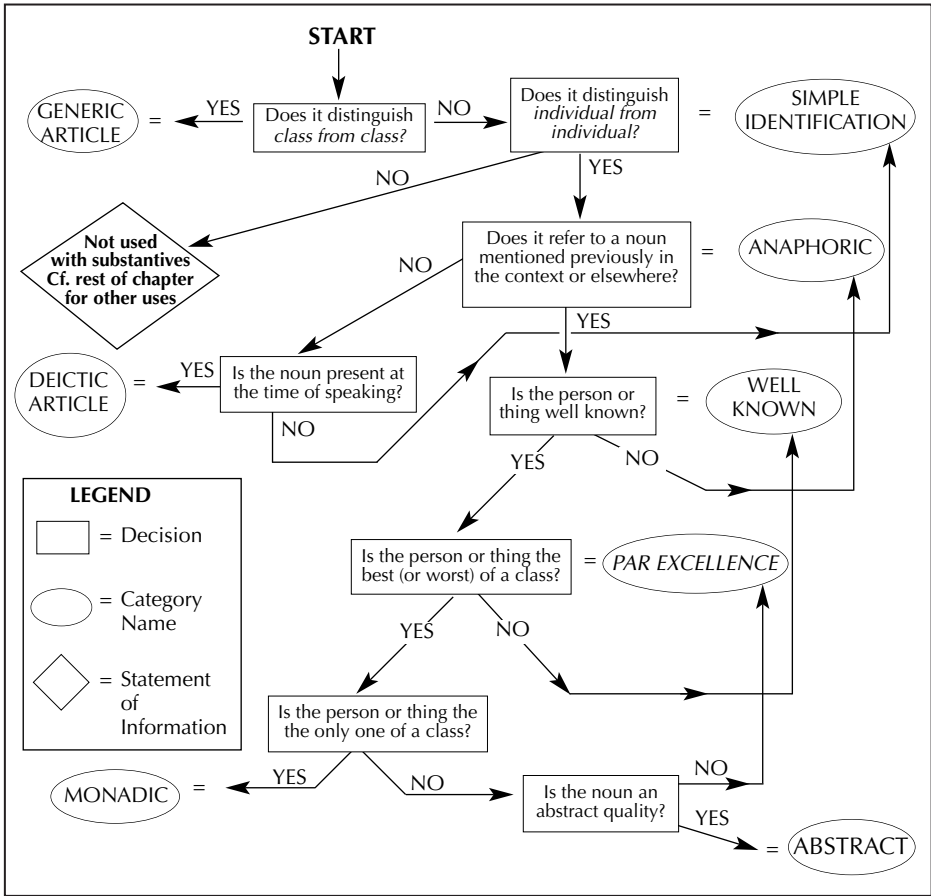 START
GENERIC
ARTICLE
=
YES
Does it distinguish
class from class?
NO
Does it distinguish
individual from
individual?
=
SIMPLE
IDENTIFICATION
NO
YES
Not used
with substantives
Cf. rest of chapter
for other uses
NO
Does it refer to a noun
mentioned previously in
the context or elsewhere?
=
ANAPHORIC
YES
DEICTIC
ARTICLE
=
YES
Is the noun present at
the time of speaking?
NO
Is the person or
thing well known?
=
WELL
KNOWN
YES
NO
LEGEND
= Decision
= Category
Name
= Statement
of
Information
Is the person or thing the
best (or worst) of a class?
=
PAR EXCELLENCE
YES
NO
Is the person or thing the
the only one of a class?
MONADIC
=
YES
NO
Is the noun an
abstract quality?
NO
YES
=
ABSTRACT